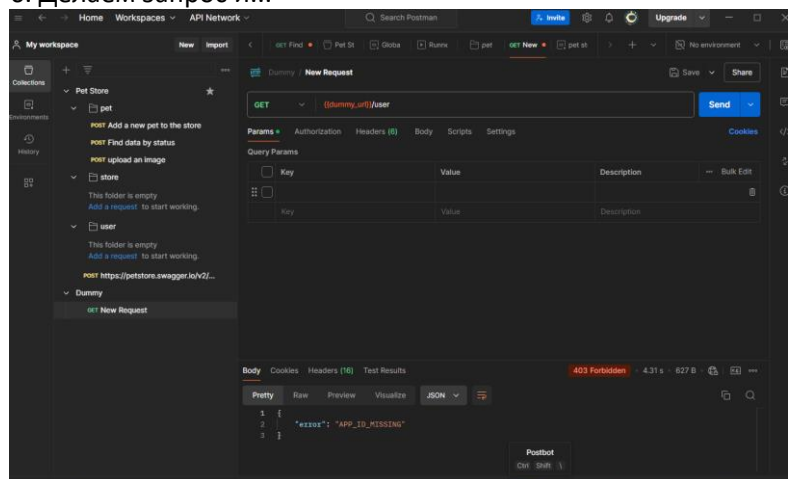 Home Workspaces API Network Search Postman Invite Upgrade
My workspace New Import GET Find Pet St Globa Runn pet GET New pet st No environment
Collections
Environments
History
Pet Store
pet
POST Add a new pet to the store
POST Find data by status
POST upload an image
store
This folder is empty
Add a request to start working.
user
This folder is empty
Add a request to start working.
POST https://petstore.swagger.io/v2/...
Dummy
GET New Request
Dummy / New Request Save Share
GET {{dummy_url}}/user Send
Params Authorization Headers (6) Body Scripts Settings Cookies
Query Params
Key Value Description Bulk Edit
Key Value Description
Body Cookies Headers (16) Test Results 403 Forbidden 4.31 s 627 B
Pretty Raw Preview Visualize JSON
1 {
2 "error": "APP_ID_MISSING"
3 }
Postbot
Ctrl Shift \